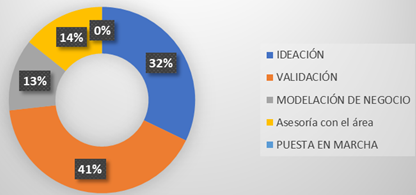 0%
14%
32%
13%
41%
IDEACIÓN
VALIDACIÓN
MODELACIÓN DE NEGOCIO
Asesoría con el área
PUESTA EN MARCHA